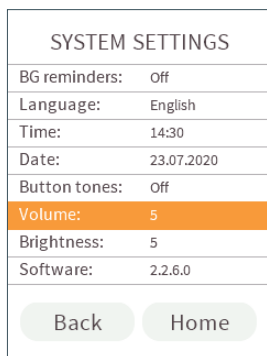 SYSTEM SETTINGS
BG reminders: Off
Language: English
Time: 14:30
Date: 23.07.2020
Button tones: Off
Volume: 5
Brightness: 5
Software: 2.2.6.0
Back Home